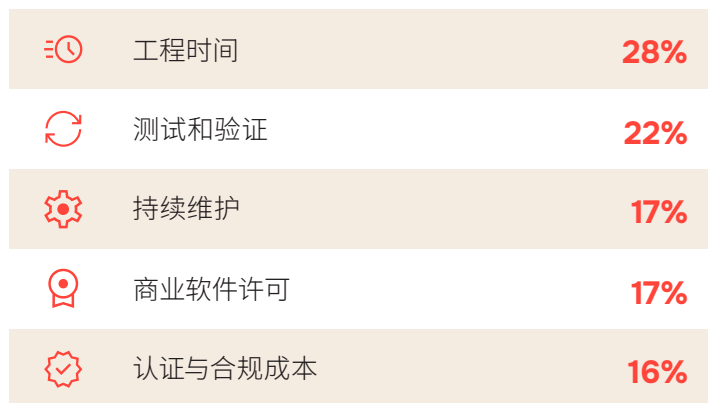 工程时间 28%
测试和验证 22%
持续维护 17%
商业软件许可 17%
认证与合规成本 16%